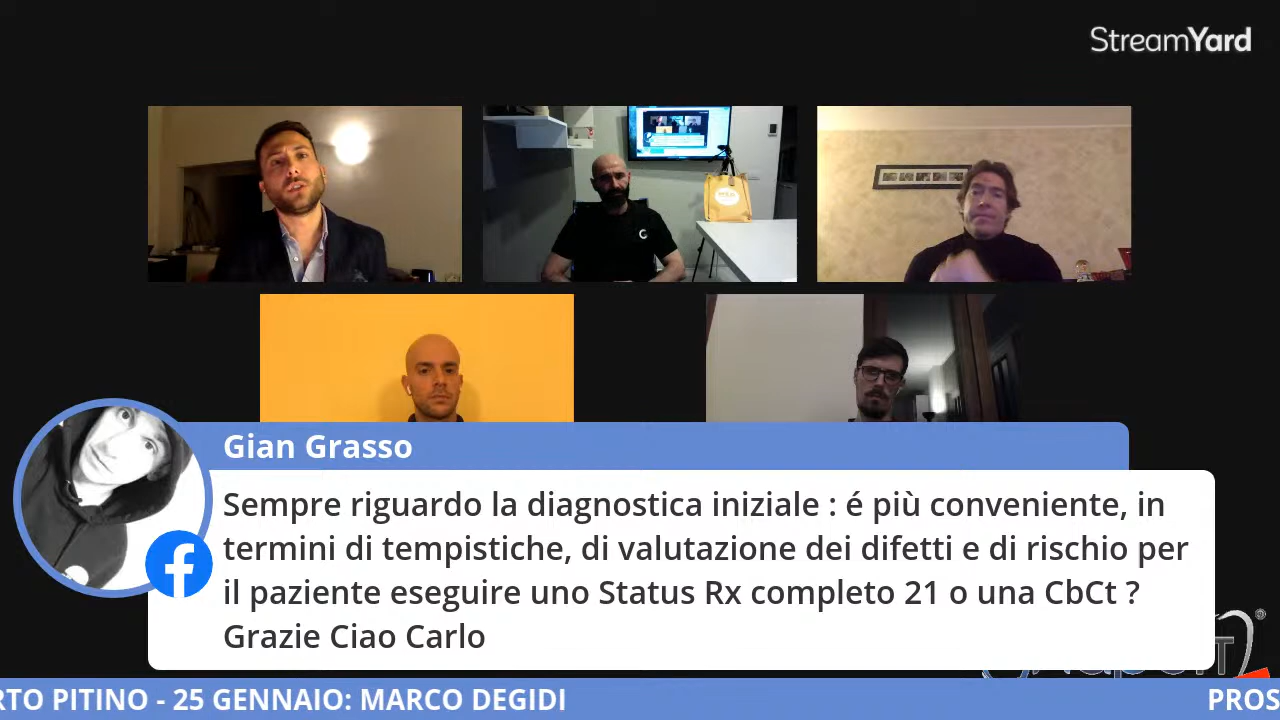 StreamYard
Gian Grasso
Sempre riguardo la diagnostica iniziale : é più conveniente, in
termini di tempistiche, di valutazione dei difetti e di rischio per
il paziente eseguire uno Status Rx completo 21 o una CbCt ?
Grazie Ciao Carlo
RTO PITINO - 25 GENNAIO: MARCO DEGIDI
PROS